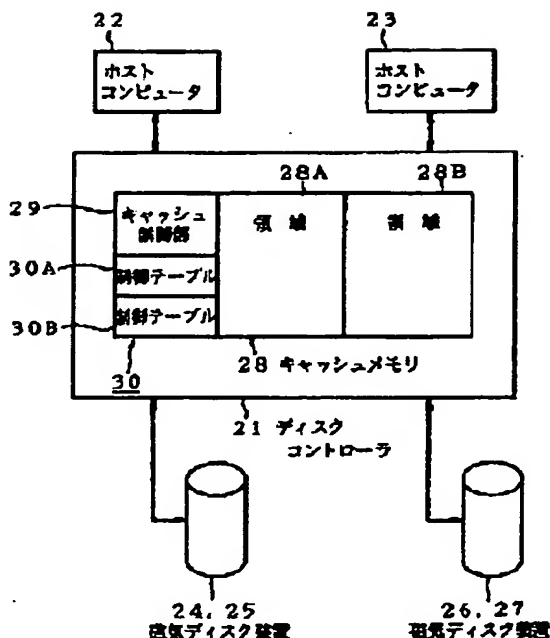 22
23
ホスト
コンピュータ
ホスト
コンピュータ
28A
28B
29
キャッシュ
制御部
領 域
領 域
30A
制御テーブル
30B
制御テーブル
30
28 キャッシュメモリ
21 ディスク
コントローラ
24, 25
磁気ディスク装置
26, 27
磁気ディスク装置